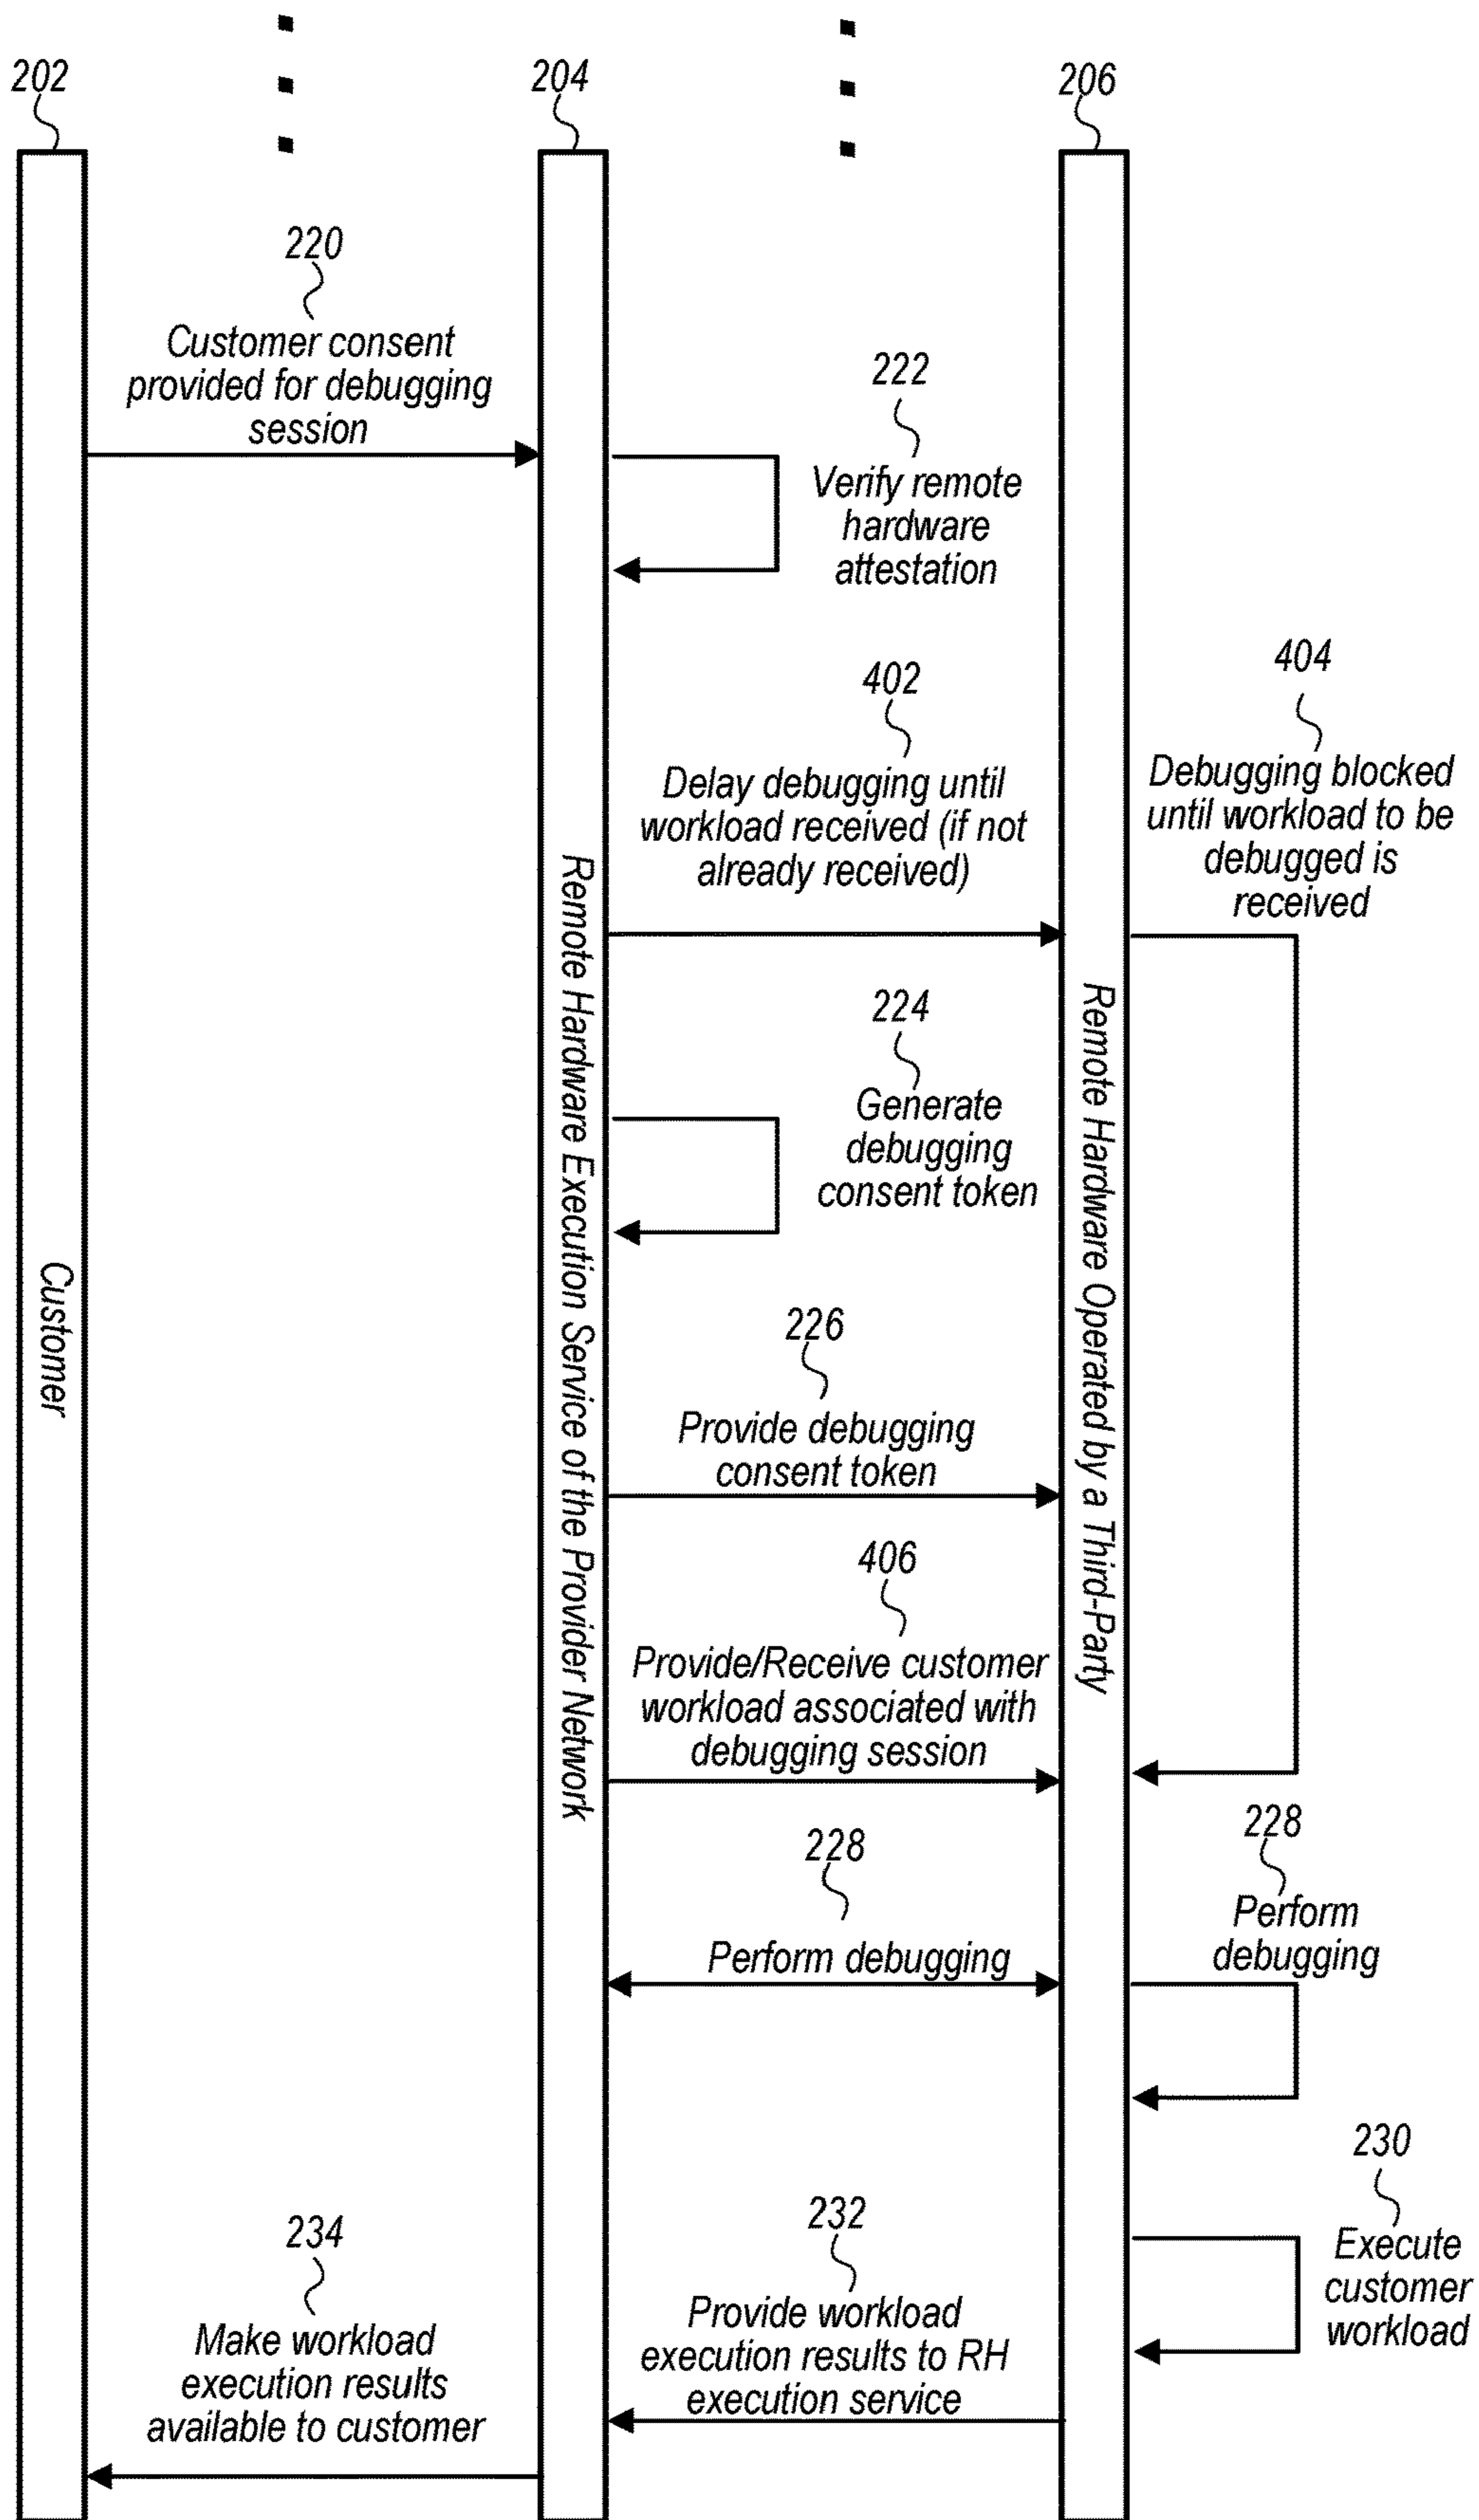 202
204
206
220
Customer consent
provided for debugging
session
222
Verify remote
hardware
attestation
402
Delay debugging until
workload received (if not
already received)
404
Debugging blocked
until workload to be
debugged is
received
224
Generate
debugging
consent token
226
Provide debugging
consent token
406
Provide/Receive customer
workload associated with
debugging session
228
Perform debugging
228
Perform
debugging
230
Execute
customer
workload
232
Provide workload
execution results to RH
execution service
234
Make workload
execution results
available to customer
Customer
Remote Hardware Execution Service of the Provider Network
Remote Hardware Operated by a Third-Party